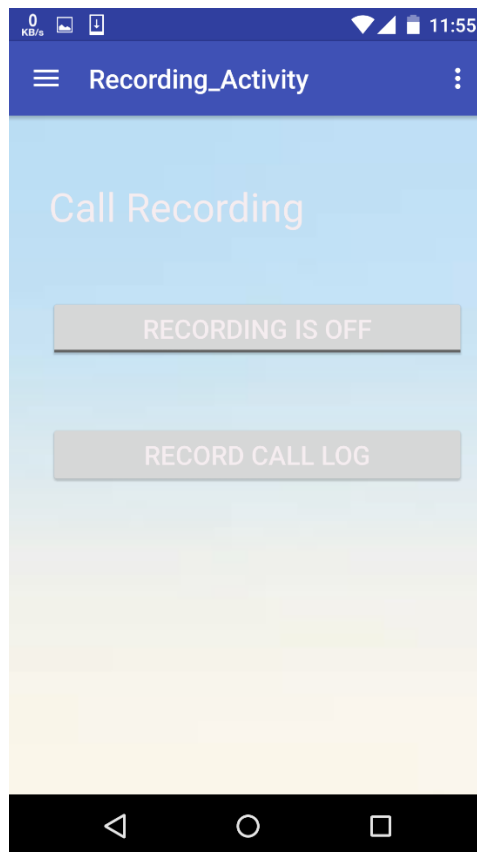 0
KB/s
11:55
Recording_Activity
Call Recording
RECORDING IS OFF
RECORD CALL LOG